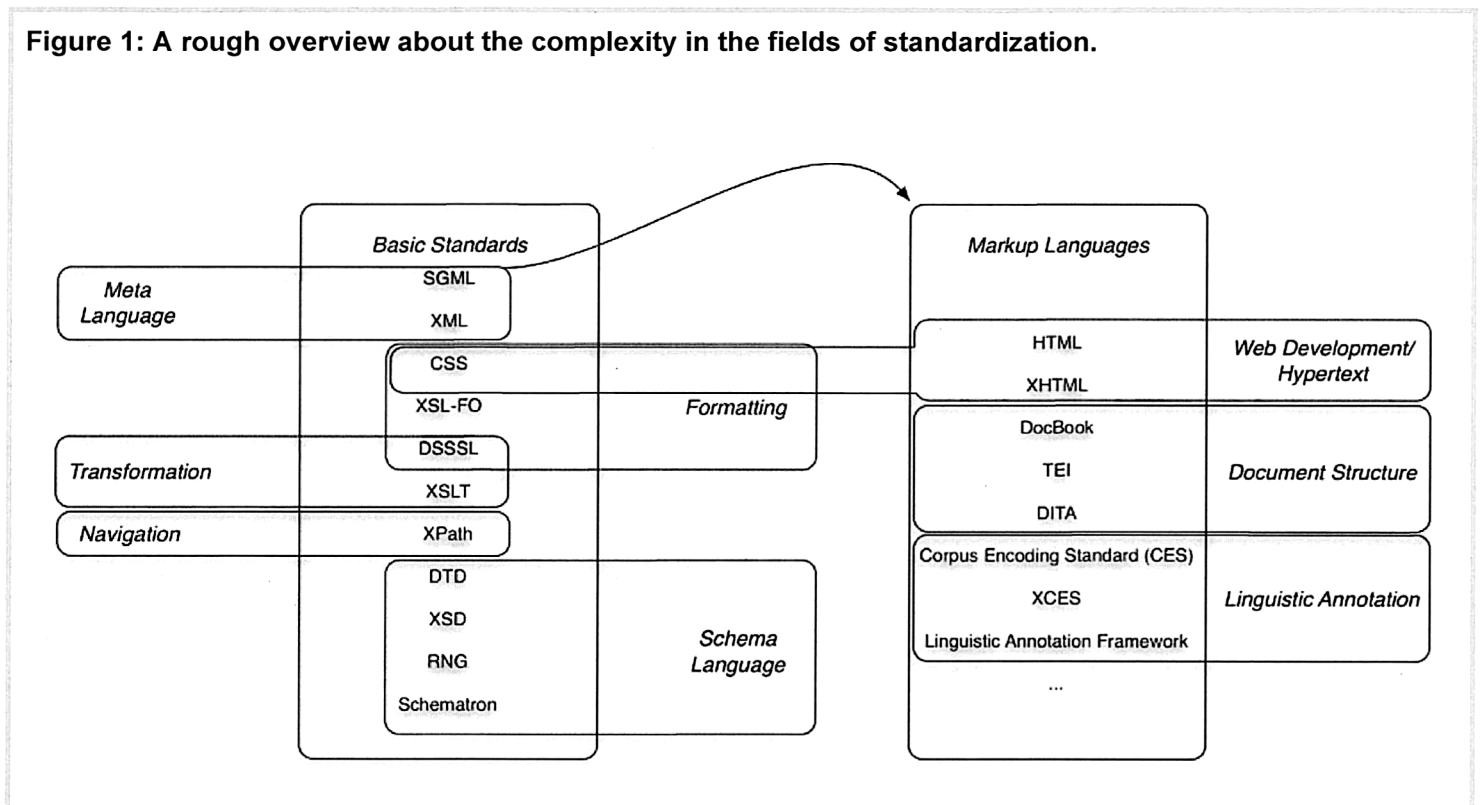 Figure 1: A rough overview about the complexity in the fields of standardization.
Basic Standards
Markup Languages
Meta
Language
SGML
XML
CSS
XSL-FO
DSSSL
XSLT
XPath
DTD
XSD
RNG
Schematron
Transformation
Navigation
Formatting
Schema
Language
HTML
XHTML
DocBook
TEI
DITA
Corpus Encoding Standard (CES)
XCES
Linguistic Annotation Framework
...
Web Development/
Hypertext
Document Structure
Linguistic Annotation